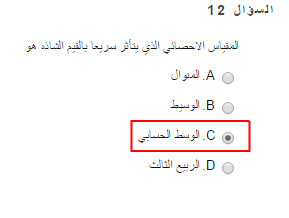 السؤال 12
المقياس الاحصائي الذي يتأثر سريعا بالقيم الشاذه هو
A. المنوال
B. الوسيط
C. الوسط الحسابي
D. الربيع الثالث